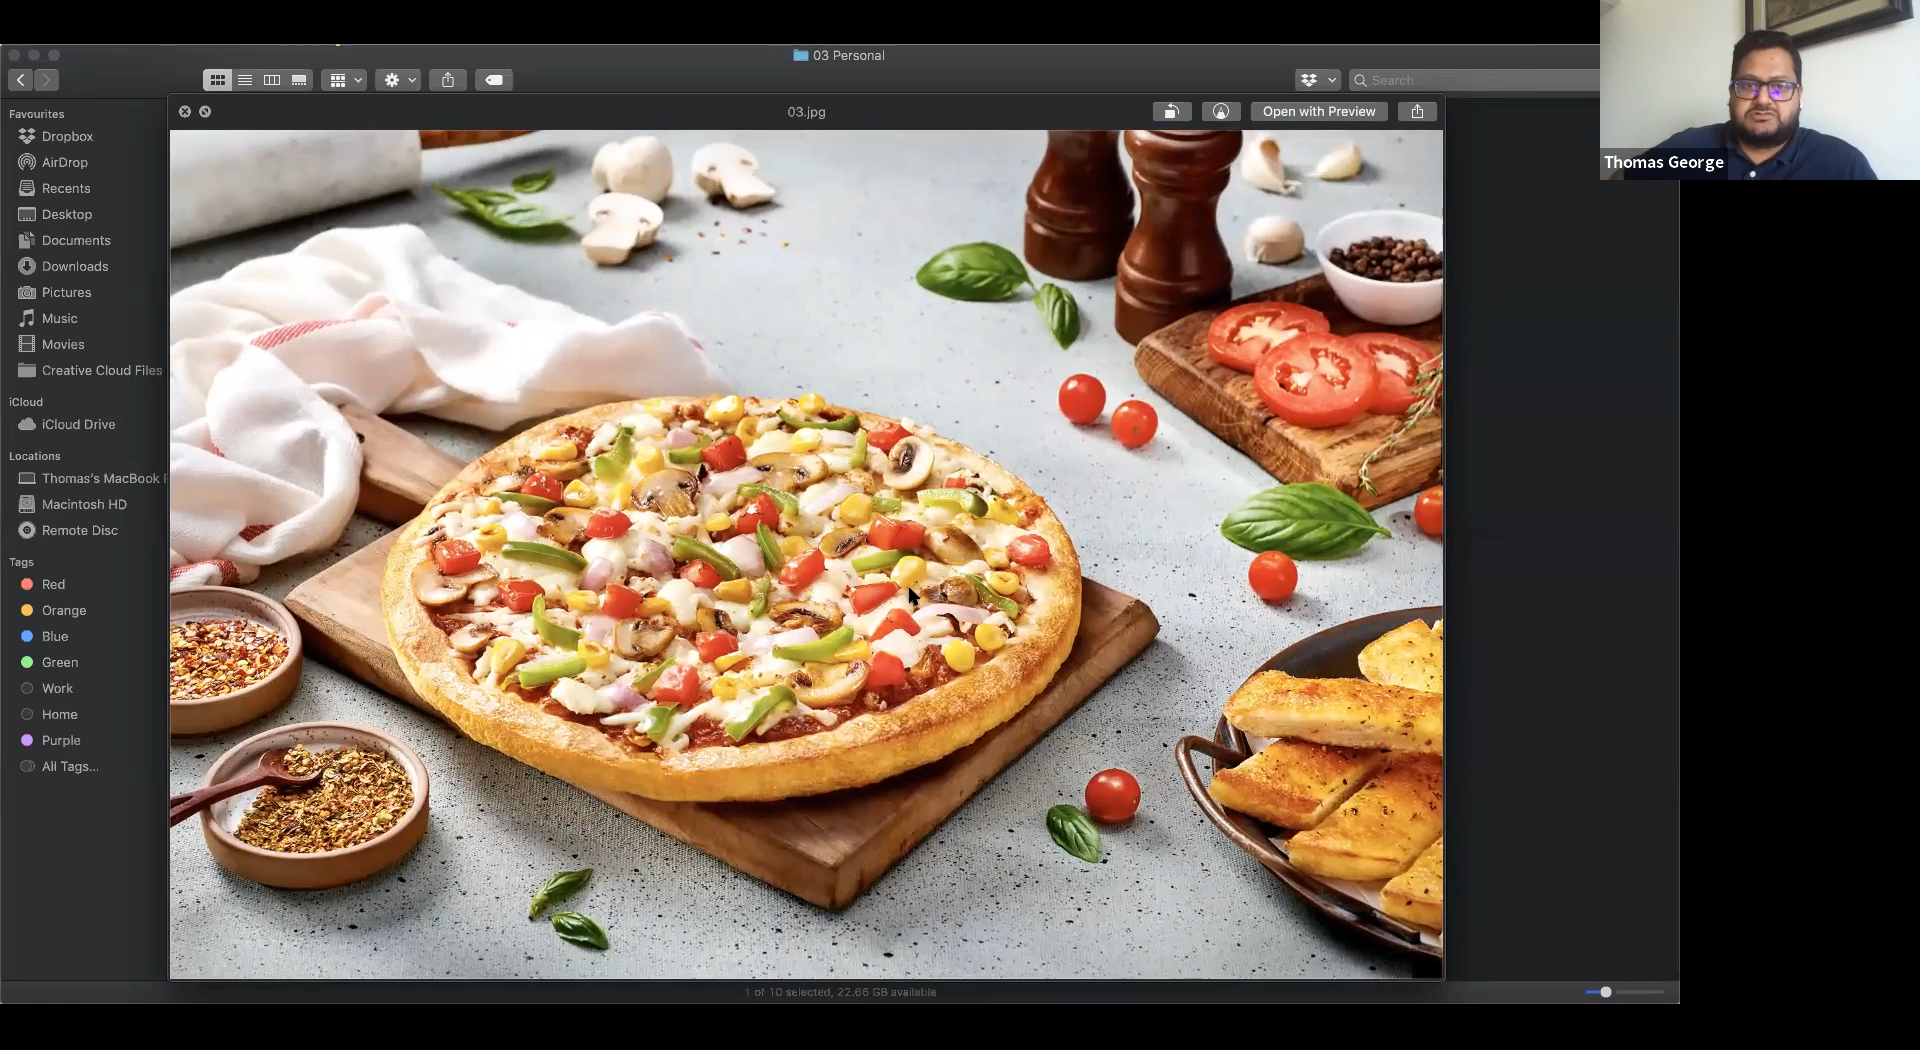 03 Personal
Search
03.jpg
Open with Preview
Thomas George
Favourites
Dropbox
AirDrop
Recents
Desktop
Documents
Downloads
Pictures
Music
Movies
Creative Cloud Files
iCloud
iCloud Drive
Locations
Thomas's MacBook
Macintosh HD
Remote Disc
Tags
Red
Orange
Blue
Green
Work
Home
Purple
All Tags...
1 of 10 selected, 22.66 GB available